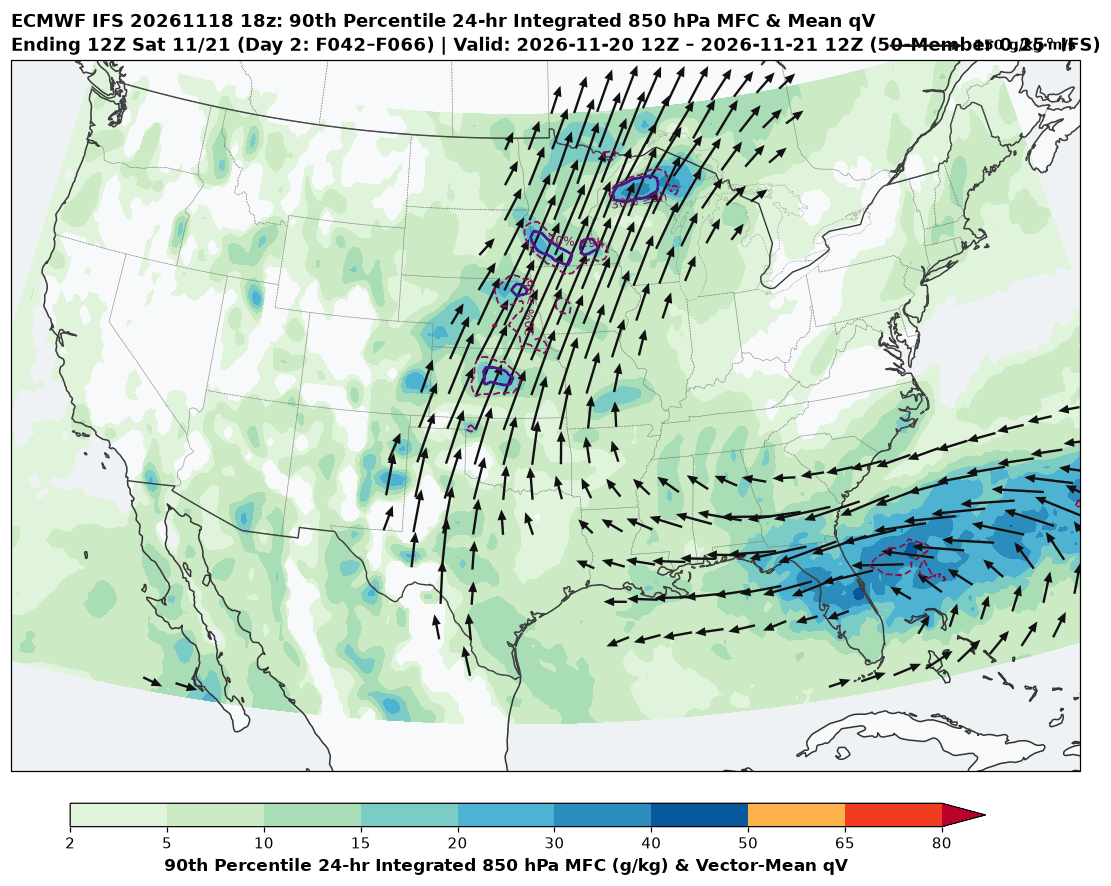 ECMWF IFS 20261118 18z: 90th Percentile 24-hr Integrated 850 hPa MFC & Mean qV
Ending 12Z Sat 11/21 (Day 2: F042–F066) | Valid: 2026-11-20 12Z – 2026-11-21 12Z (50-Member 0.25° IFS)
2 5 10 15 20 30 40 50 65 80
90th Percentile 24-hr Integrated 850 hPa MFC (g/kg) & Vector-Mean qV